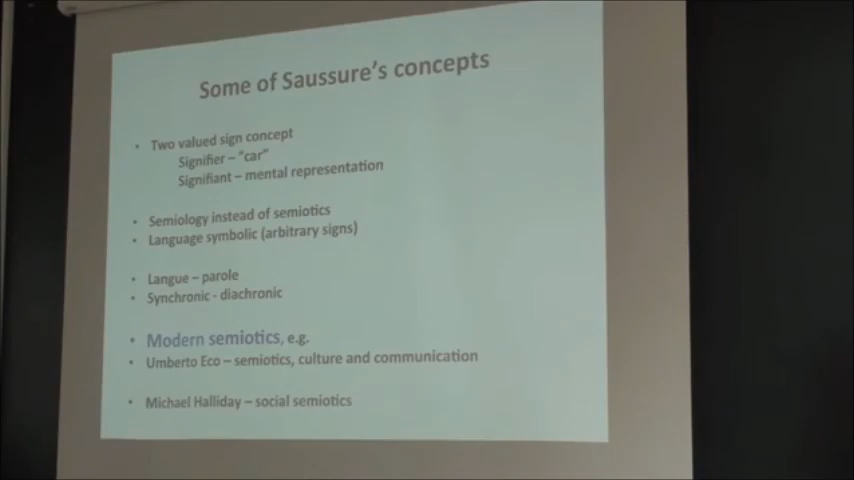 Some of Saussure's concepts
• Two valued sign concept
Signifier – "car"
Signifiant – mental representation
• Semiology instead of semiotics
• Language symbolic (arbitrary signs)
• Langue – parole
• Synchronic - diachronic
• Modern semiotics, e.g.
• Umberto Eco – semiotics, culture and communication
• Michael Halliday – social semiotics